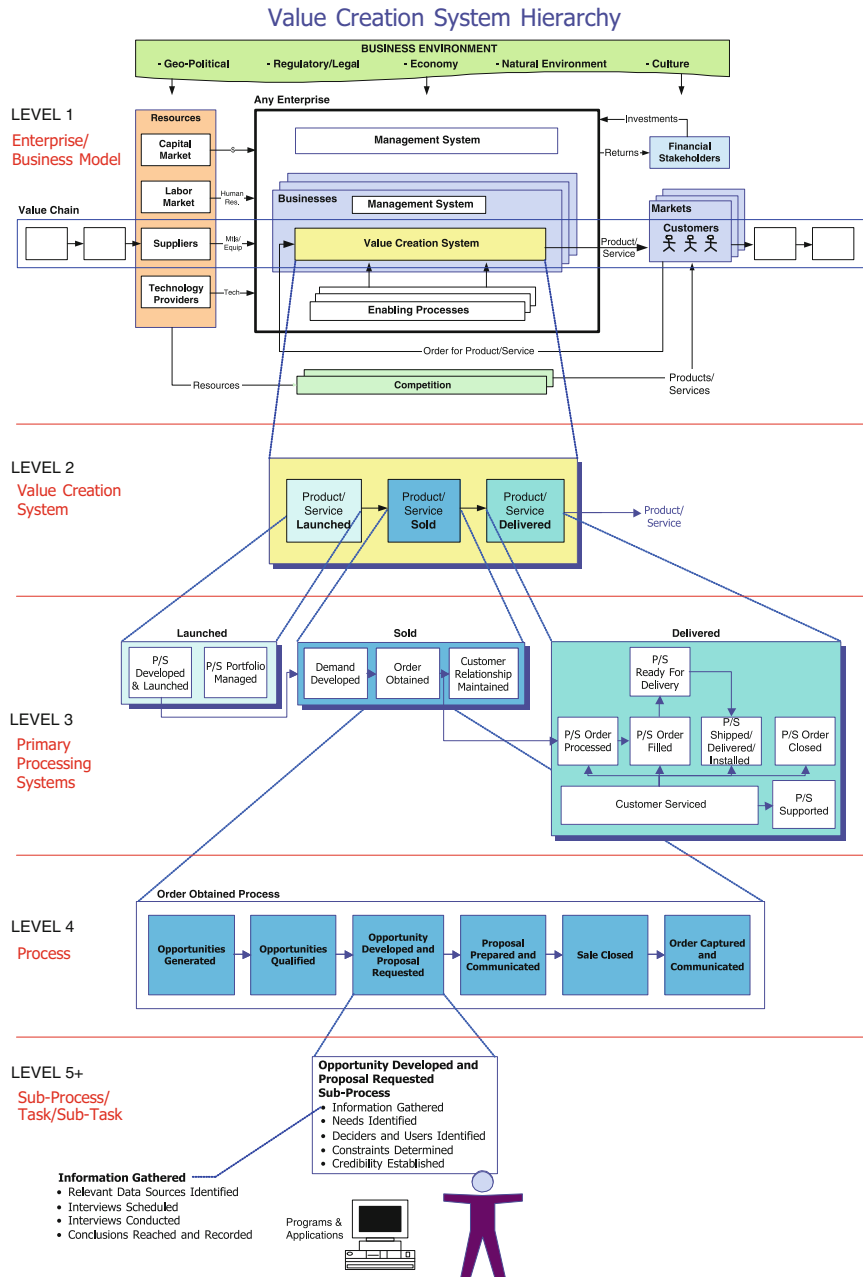 Value Creation System Hierarchy
BUSINESS ENVIRONMENT
- Geo-Political
- Regulatory/Legal
- Economy
- Natural Environment
- Culture
LEVEL 1
Enterprise/
Business Model
Resources
Capital
Market
$
Labor
Market
Human
Res.
Value Chain
Suppliers
Mtls/
Equip
Technology
Providers
Tech
Any Enterprise
Management System
Businesses
Management System
Value Creation System
Enabling Processes
Investments
Returns
Financial
Stakeholders
Markets
Customers
Product/
Service
Order for Product/Service
Resources
Competition
Products/
Services
LEVEL 2
Value Creation
System
Product/
Service
Launched
Product/
Service
Sold
Product/
Service
Delivered
Product/
Service
LEVEL 3
Primary
Processing
Systems
Launched
P/S
Developed
& Launched
P/S Portfolio
Managed
Sold
Demand
Developed
Order
Obtained
Customer
Relationship
Maintained
Delivered
P/S
Ready For
Delivery
P/S Order
Processed
P/S Order
Filled
P/S
Shipped/
Delivered/
Installed
P/S Order
Closed
Customer Serviced
P/S
Supported
LEVEL 4
Process
Order Obtained Process
Opportunities
Generated
Opportunities
Qualified
Opportunity
Developed and
Proposal
Requested
Proposal
Prepared and
Communicated
Sale Closed
Order Captured
and
Communicated
LEVEL 5+
Sub-Process/
Task/Sub-Task
Opportunity Developed and
Proposal Requested
Sub-Process
• Information Gathered
• Needs Identified
• Deciders and Users Identified
• Constraints Determined
• Credibility Established
Information Gathered
• Relevant Data Sources Identified
• Interviews Scheduled
• Interviews Conducted
• Conclusions Reached and Recorded
Programs &
Applications